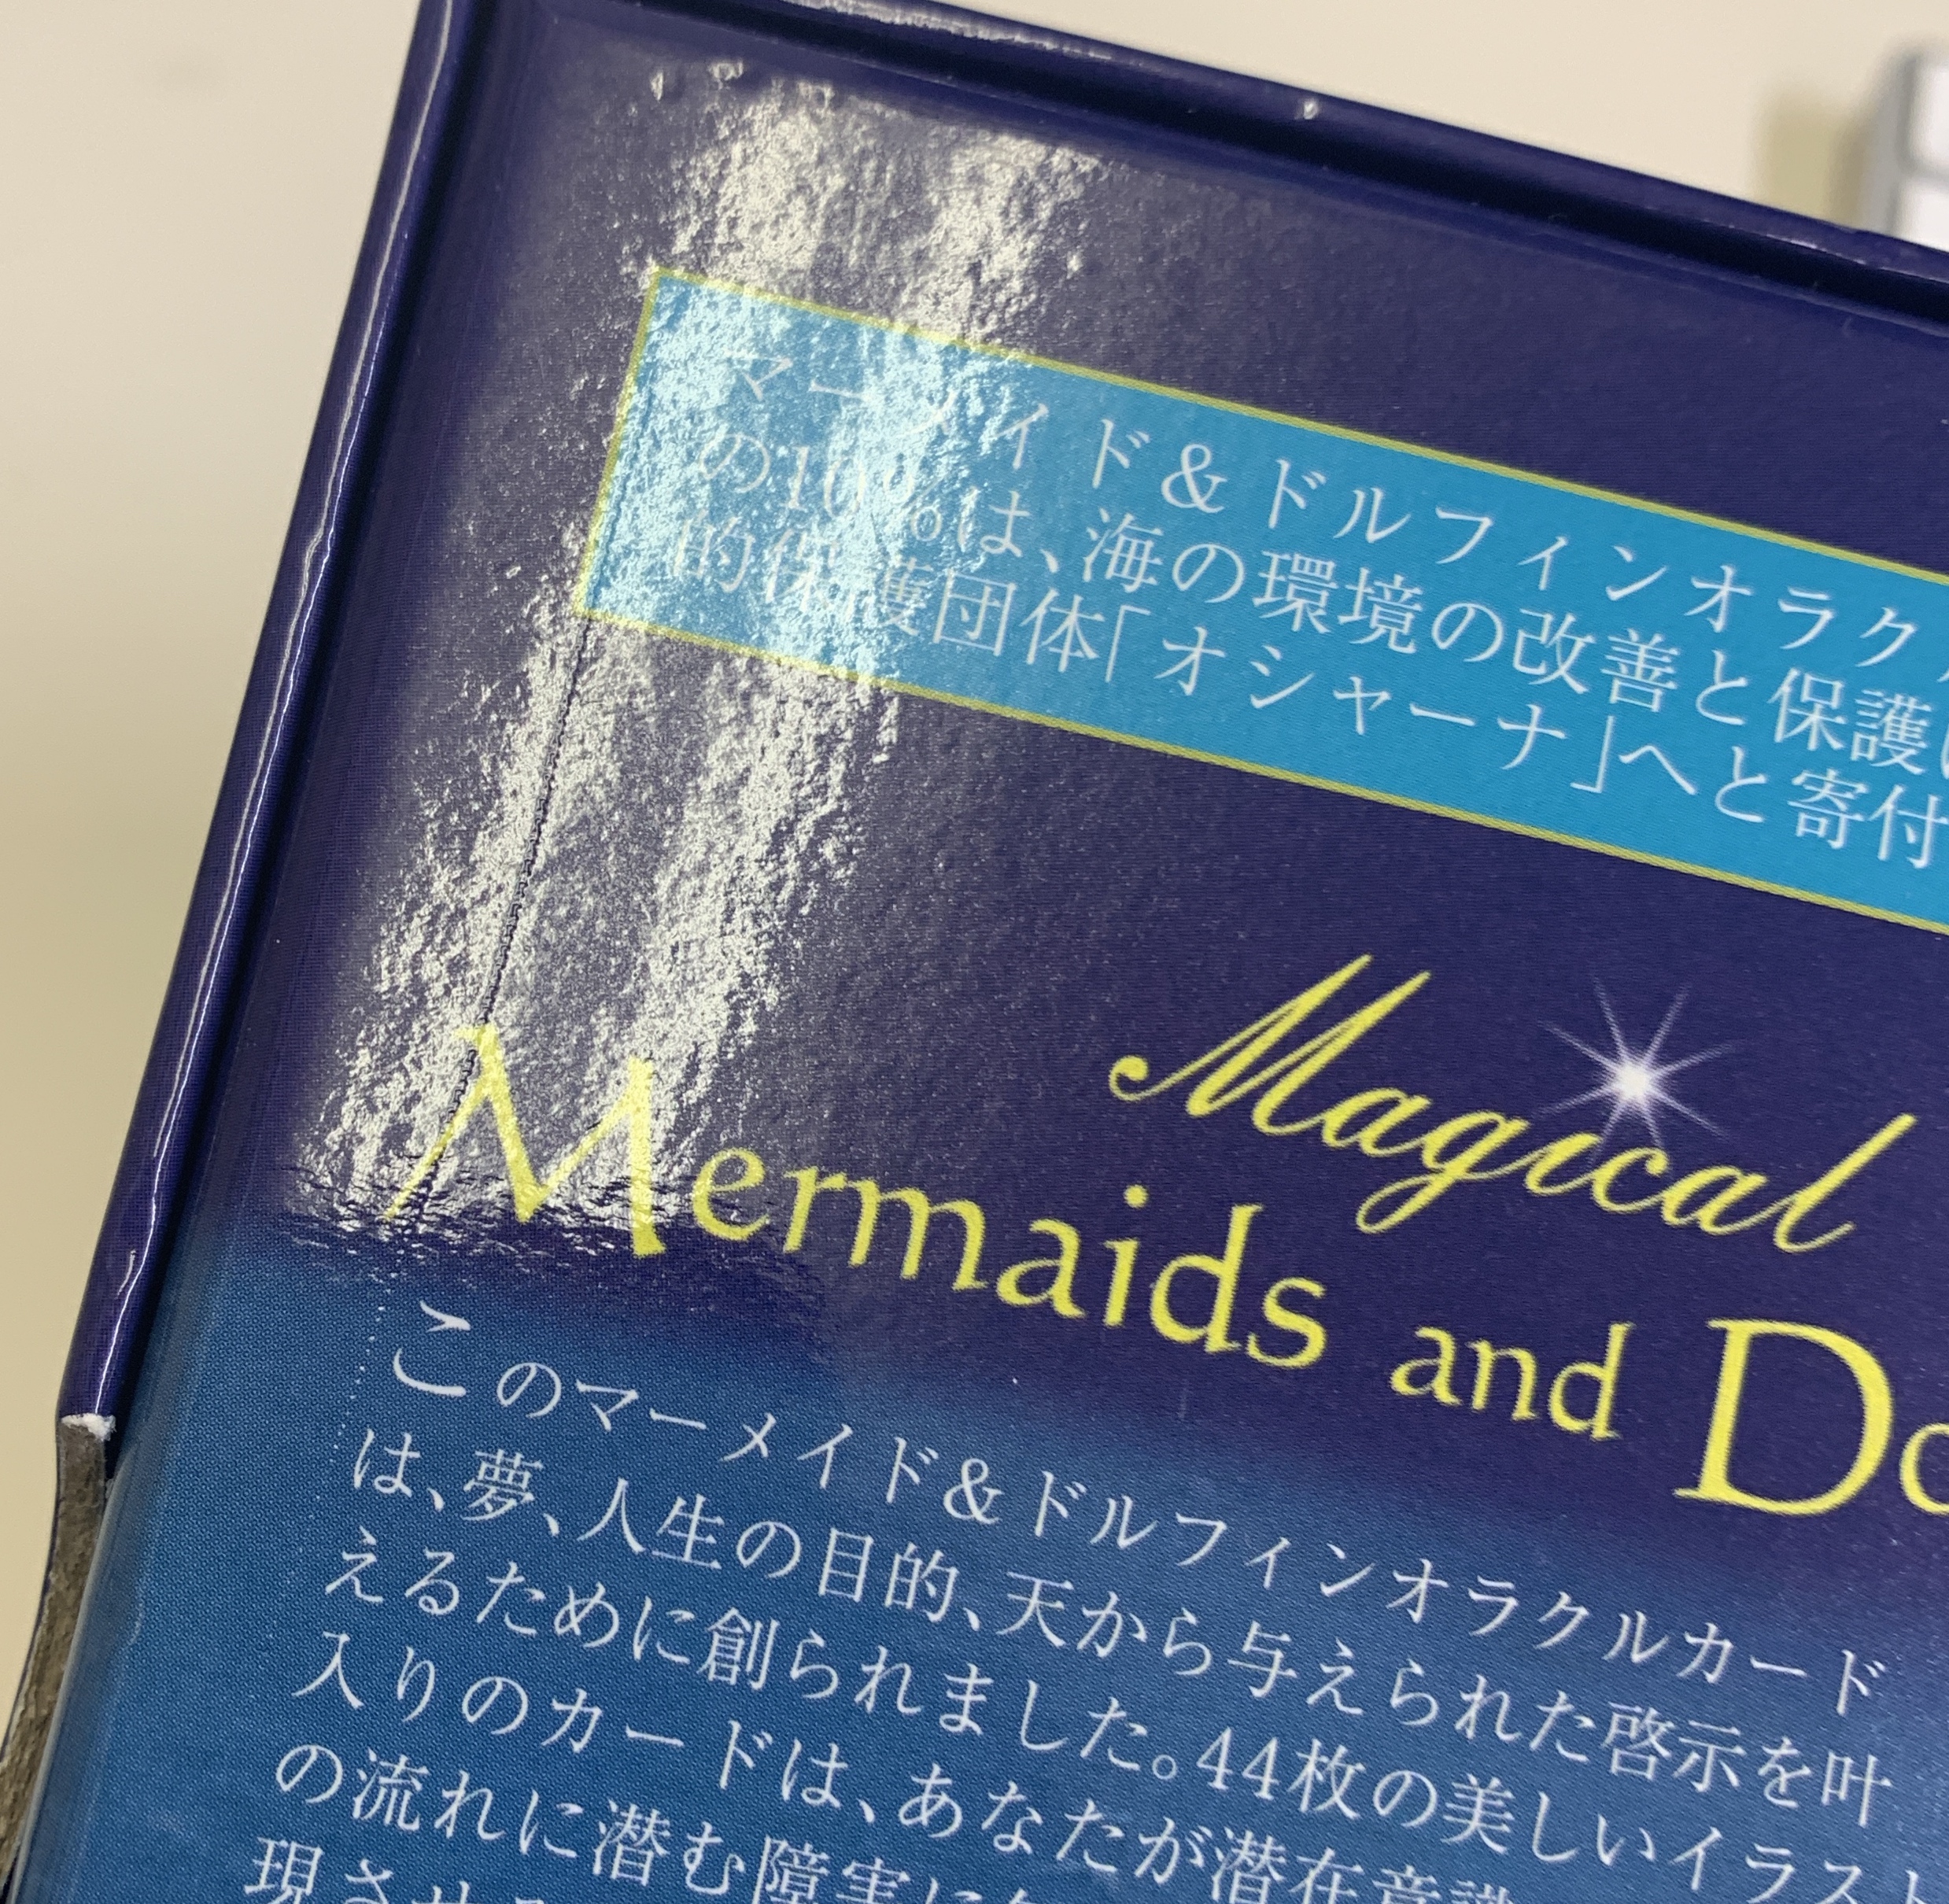 マーメイド&ドルフィンオラク
の10%は、海の環境の改善と保護
的保護団体「オシャーナ」へと寄付
Magical
Mermaids and Do
このマーメイド&ドルフィンオラクルカード
は、夢、人生の目的、天から与えられた啓示を叶
えるために創られました。44枚の美しいイラスト
入りのカードは、あなたが潜在意識
の流れに潜む障害に
現させ